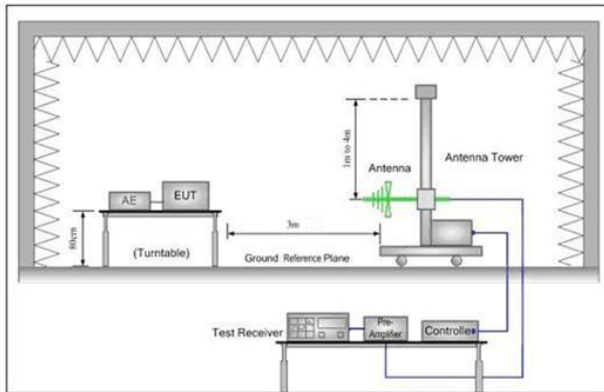 1m to 4m
Antenna
Antenna Tower
AE
EUT
80cm
(Turntable)
3m
Ground Reference Plane
Test Receiver
Pre-
Amplifier
Controller